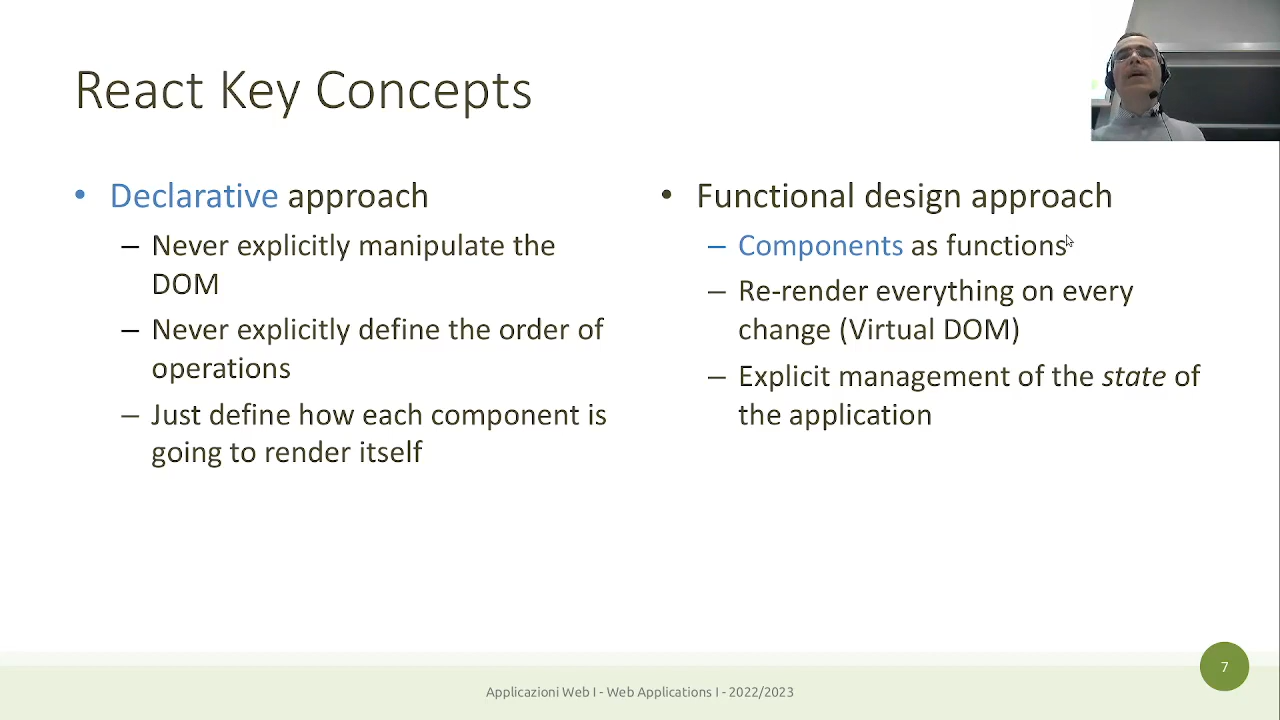 React Key Concepts
• Declarative approach
– Never explicitly manipulate the
DOM
– Never explicitly define the order of
operations
– Just define how each component is
going to render itself
• Functional design approach
– Components as functions
– Re-render everything on every
change (Virtual DOM)
– Explicit management of the state of
the application
7
Applicazioni Web I - Web Applications I - 2022/2023